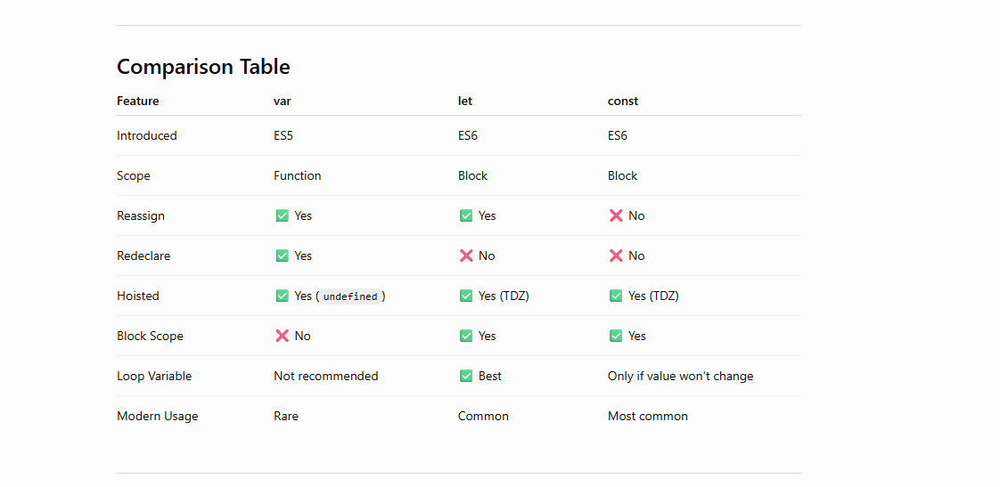 Comparison Table
Feature var let const
Introduced ES5 ES6 ES6
Scope Function Block Block
Reassign ✅ Yes ✅ Yes ❌ No
Redeclare ✅ Yes ❌ No ❌ No
Hoisted ✅ Yes (undefined) ✅ Yes (TDZ) ✅ Yes (TDZ)
Block Scope ❌ No ✅ Yes ✅ Yes
Loop Variable Not recommended ✅ Best Only if value won't change
Modern Usage Rare Common Most common